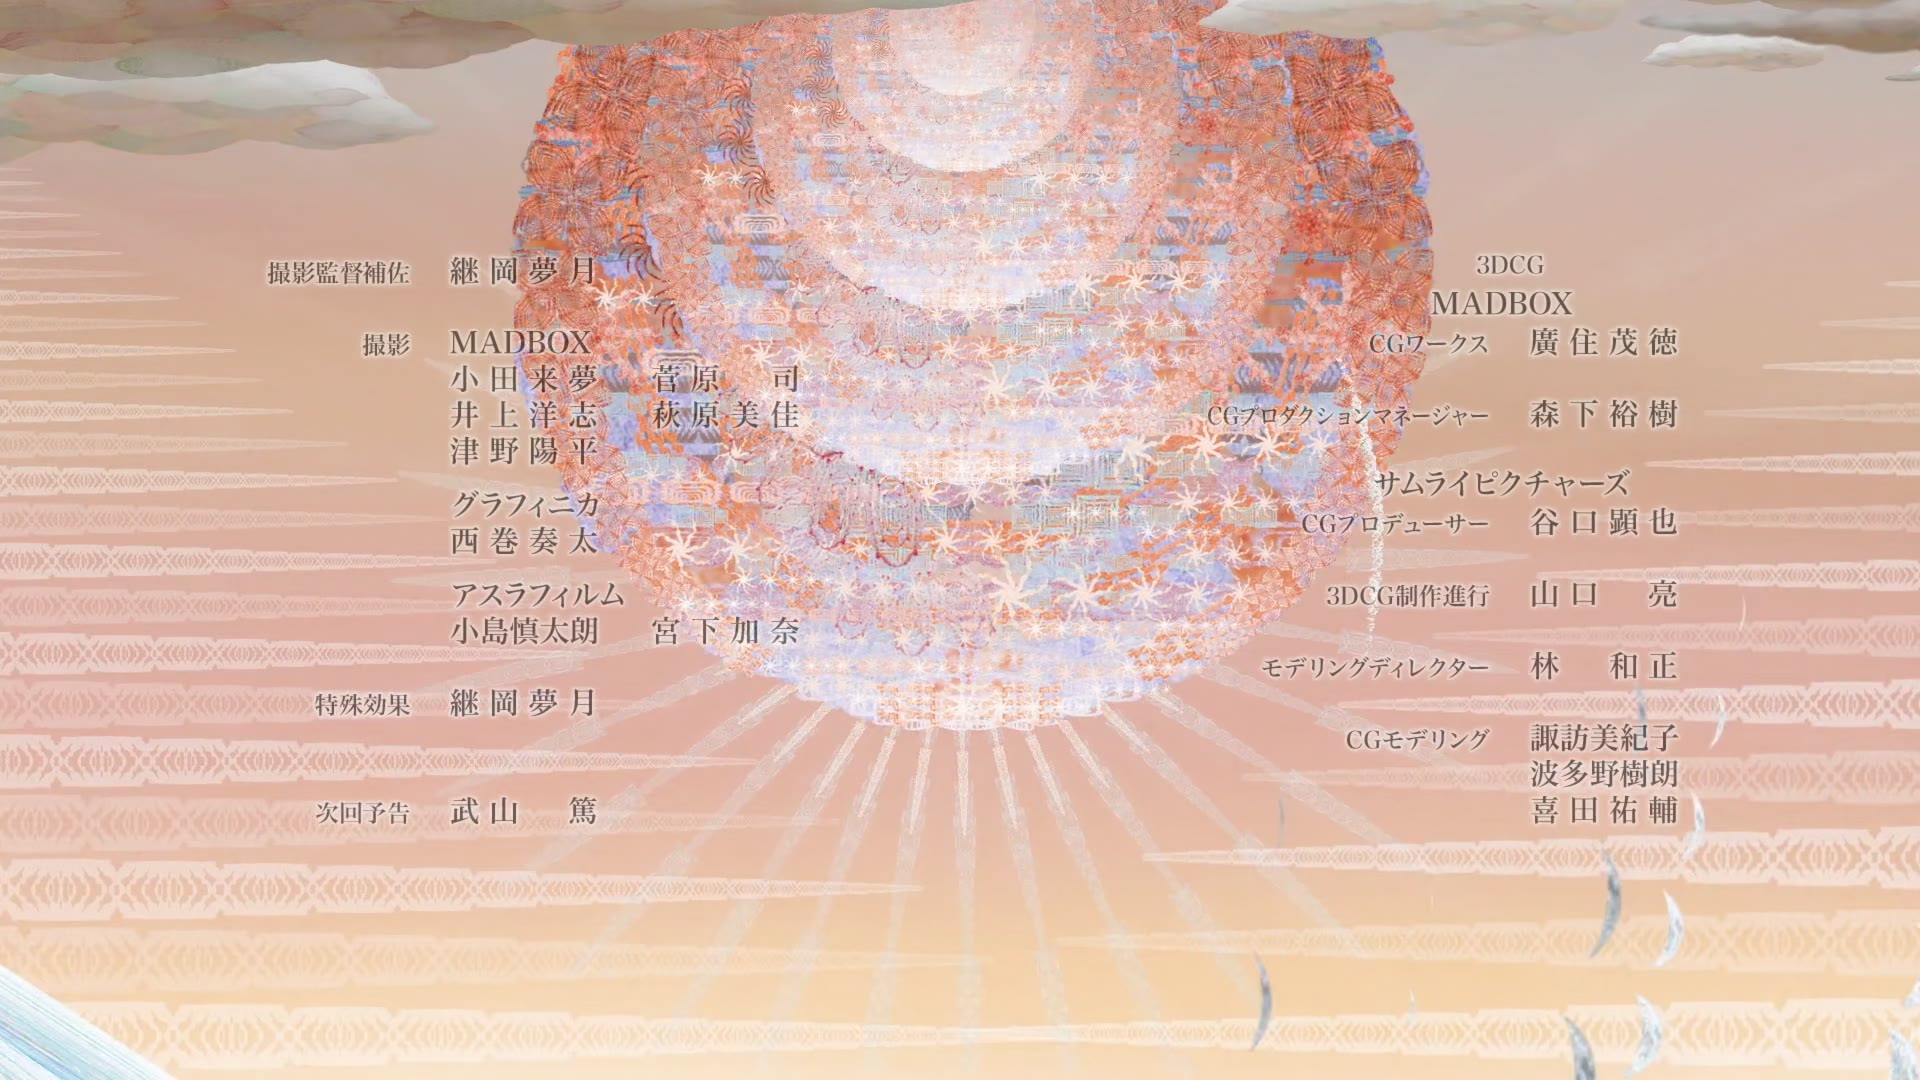 撮影監督補佐 継岡夢月
撮影 MADBOX
小田来夢 菅原 司
井上洋志 萩原美佳
津野陽平
グラフィニカ
西巻奏太
アスラフィルム
小島慎太朗 宮下加奈
特殊効果 継岡夢月
次回予告 武山 篤
3DCG
MADBOX
CGワークス 廣住茂徳
CGプロダクションマネージャー 森下裕樹
サムライピクチャーズ
CGプロデューサー 谷口顕也
3DCG制作進行 山口 亮
モデリングディレクター 林 和正
CGモデリング 諏訪美紀子
波多野樹朗
喜田祐輔